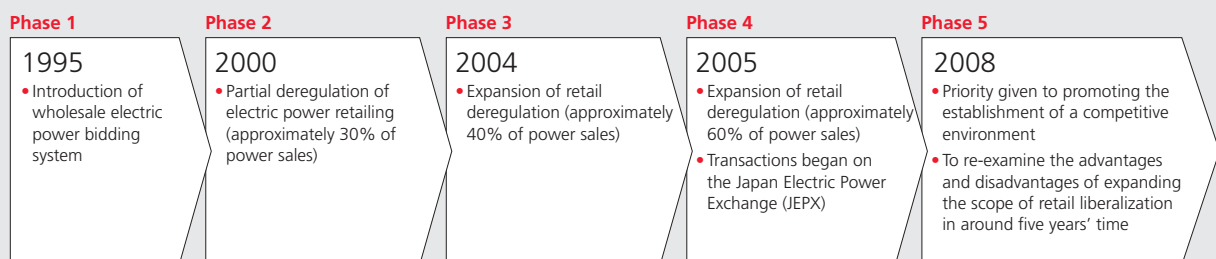 Phase 1
1995
• Introduction of
wholesale electric
power bidding
system
Phase 2
2000
• Partial deregulation of
electric power retailing
(approximately 30% of
power sales)
Phase 3
2004
• Expansion of retail
deregulation (approximately
40% of power sales)
Phase 4
2005
• Expansion of retail
deregulation (approximately
60% of power sales)
• Transactions began on
the Japan Electric Power
Exchange (JEPX)
Phase 5
2008
• Priority given to promoting the
establishment of a competitive
environment
• To re-examine the advantages
and disadvantages of expanding
the scope of retail liberalization
in around five years’ time